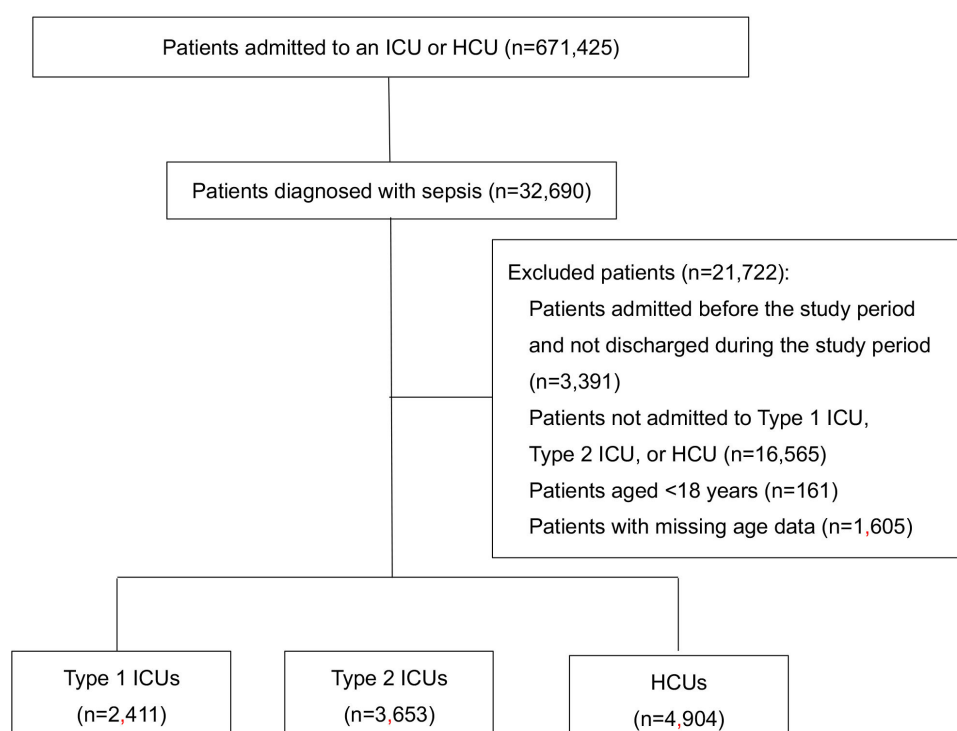 Patients admitted to an ICU or HCU (n=671,425)
Patients diagnosed with sepsis (n=32,690)
Excluded patients (n=21,722):
Patients admitted before the study period
and not discharged during the study period
(n=3,391)
Patients not admitted to Type 1 ICU,
Type 2 ICU, or HCU (n=16,565)
Patients aged <18 years (n=161)
Patients with missing age data (n=1,605)
Type 1 ICUs
(n=2,411)
Type 2 ICUs
(n=3,653)
HCUs
(n=4,904)